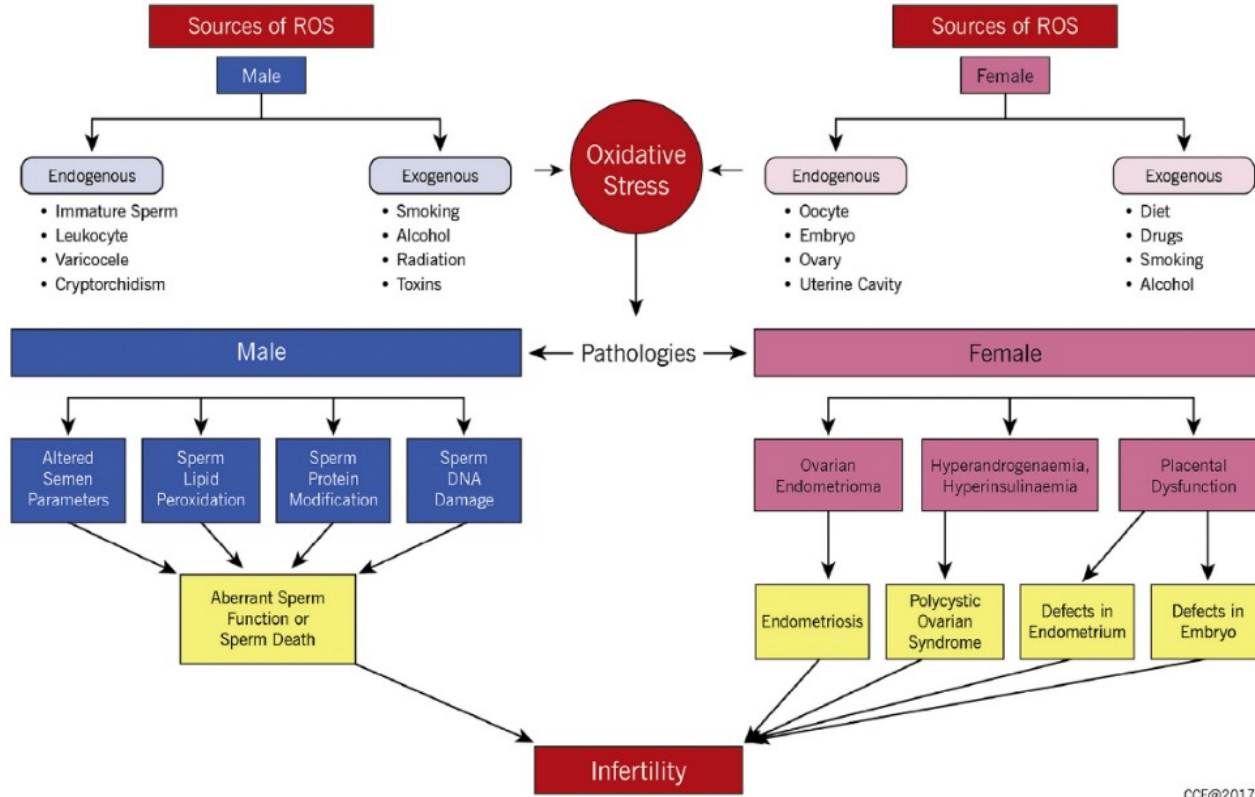 Sources of ROS
Male
Endogenous
• Immature Sperm
• Leukocyte
• Varicocele
• Cryptorchidism
Exogenous
• Smoking
• Alcohol
• Radiation
• Toxins
Oxidative
Stress
Sources of ROS
Female
Endogenous
• Oocyte
• Embryo
• Ovary
• Uterine Cavity
Exogenous
• Diet
• Drugs
• Smoking
• Alcohol
Male
Pathologies
Female
Altered
Semen
Parameters
Sperm
Lipid
Peroxidation
Sperm
Protein
Modification
Sperm
DNA
Damage
Ovarian
Endometrioma
Hyperandrogenaemia,
Hyperinsulinaemia
Placental
Dysfunction
Aberrant Sperm
Function or
Sperm Death
Endometriosis
Polycystic
Ovarian
Syndrome
Defects in
Endometrium
Defects in
Embryo
Infertility
CCF@2017